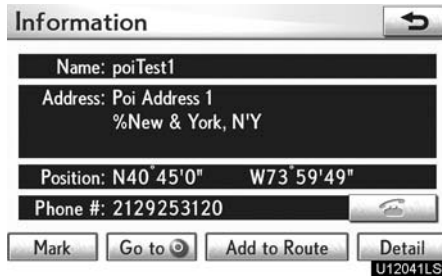 Information
Name: poiTest1
Address: Poi Address 1
%New & York, N'Y
Position: N40°45'0" W73°59'49"
Phone #: 2129253120
Mark Go to Add to Route Detail
U12041LS